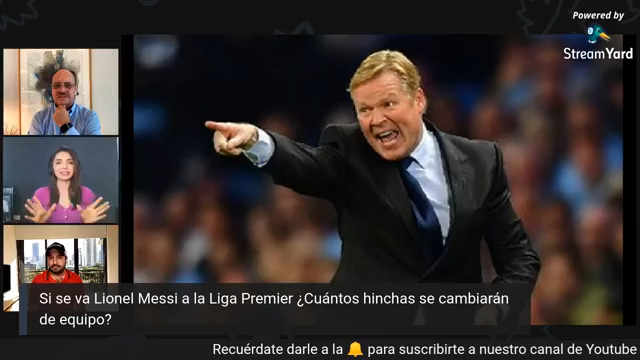 Powered by
StreamYard
Si se va Lionel Messi a la Liga Premier ¿Cuántos hinchas se cambiarán
de equipo?
Recuérdate darle a la 🔔 para suscribirte a nuestro canal de Youtube